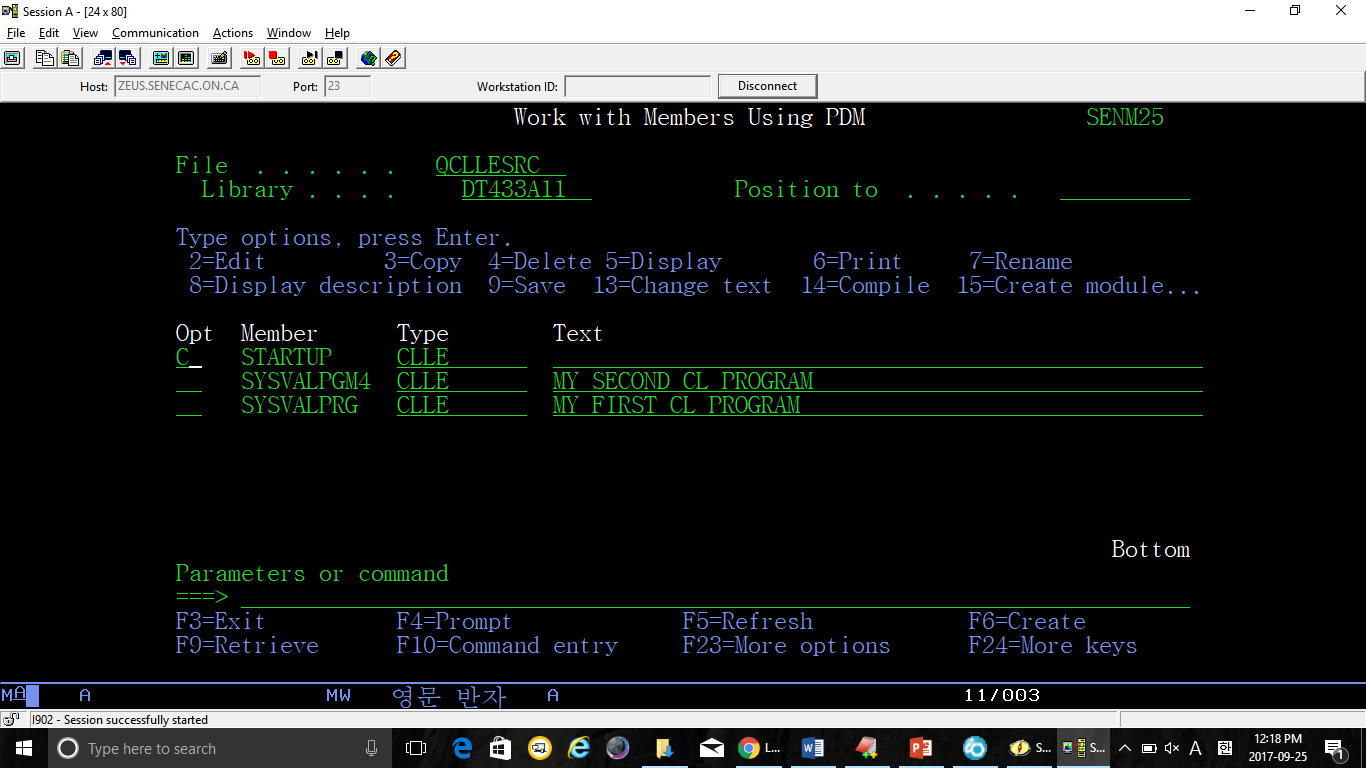 Session A - [24 x 80]
File Edit View Communication Actions Window Help
Host: ZEUS.SENECAC.ON.CA Port: 23 Workstation ID: Disconnect
Work with Members Using PDM SENM25
File . . . . . . QCLLESRC
Library . . . . DT433A11 Position to . . . . .
Type options, press Enter.
2=Edit 3=Copy 4=Delete 5=Display 6=Print 7=Rename
8=Display description 9=Save 13=Change text 14=Compile 15=Create module...
Opt Member Type Text
C STARTUP CLLE
SYSVALPGM4 CLLE MY SECOND CL PROGRAM
SYSVALPRG CLLE MY FIRST CL PROGRAM
Bottom
Parameters or command
===>
F3=Exit F4=Prompt F5=Refresh F6=Create
F9=Retrieve F10=Command entry F23=More options F24=More keys
MA A MW 영문 반자 A 11/003
I902 - Session successfully started
Type here to search L... S... S... A 한 12:18 PM
2017-09-25 1